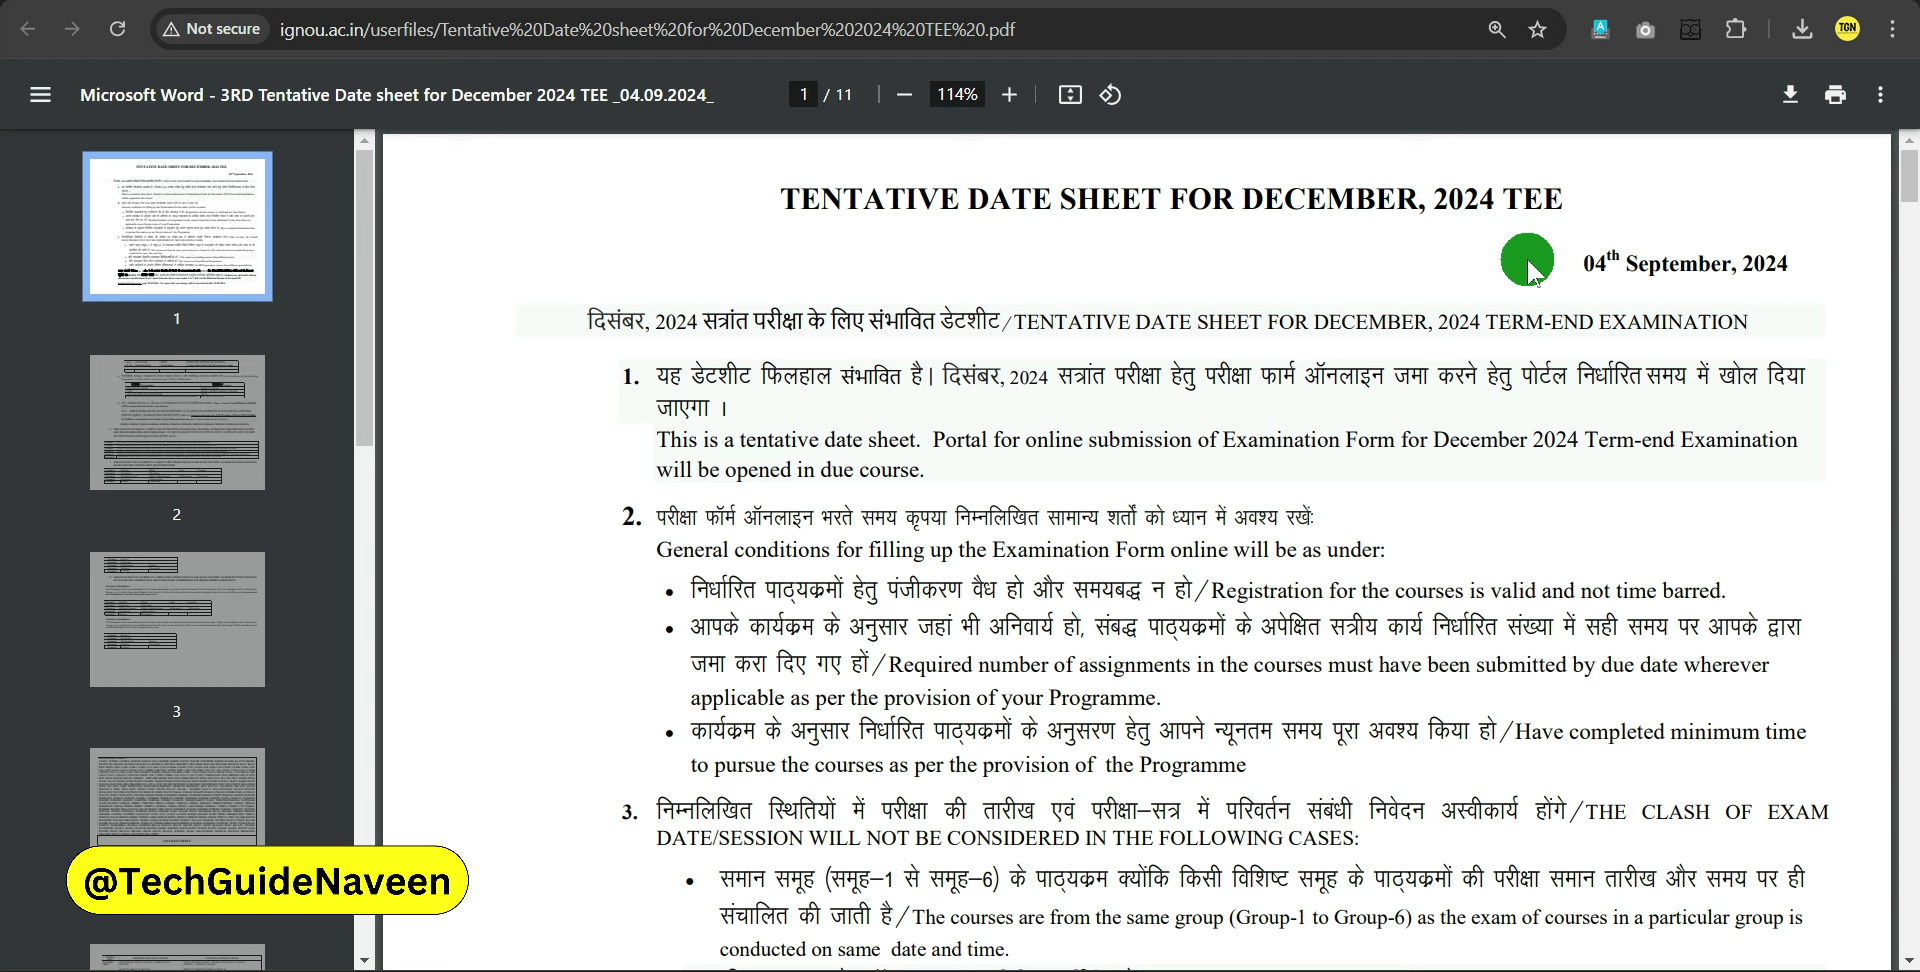 Not secure
ignou.ac.in/userfiles/Tentative%20Date%20sheet%20for%20December%202024%20TEE%20.pdf
TGN
Microsoft Word - 3RD Tentative Date sheet for December 2024 TEE _04.09.2024_
1 / 11
114%
1
2
3
@TechGuideNaveen
TENTATIVE DATE SHEET FOR DECEMBER, 2024 TEE
04th September, 2024
दिसंबर, 2024 सत्रांत परीक्षा के लिए संभावित डेटशीट/TENTATIVE DATE SHEET FOR DECEMBER, 2024 TERM-END EXAMINATION
1. यह डेटशीट फिलहाल संभावित है। दिसंबर, 2024 सत्रांत परीक्षा हेतु परीक्षा फार्म ऑनलाइन जमा करने हेतु पोर्टल निर्धारित समय में खोल दिया
जाएगा ।
This is a tentative date sheet. Portal for online submission of Examination Form for December 2024 Term-end Examination
will be opened in due course.
2. परीक्षा फॉर्म ऑनलाइन भरते समय कृपया निम्नलिखित सामान्य शर्तों को ध्यान में अवश्य रखें:
General conditions for filling up the Examination Form online will be as under:
• निर्धारित पाठ्यक्रमों हेतु पंजीकरण वैध हो और समयबद्ध न हो/Registration for the courses is valid and not time barred.
• आपके कार्यक्रम के अनुसार जहां भी अनिवार्य हो, संबद्ध पाठ्यक्रमों के अपेक्षित सत्रीय कार्य निर्धारित संख्या में सही समय पर आपके द्वारा
जमा करा दिए गए हों/Required number of assignments in the courses must have been submitted by due date wherever
applicable as per the provision of your Programme.
• कार्यक्रम के अनुसार निर्धारित पाठ्यक्रमों के अनुसरण हेतु आपने न्यूनतम समय पूरा अवश्य किया हो/Have completed minimum time
to pursue the courses as per the provision of the Programme
3. निम्नलिखित स्थितियों में परीक्षा की तारीख एवं परीक्षा–सत्र में परिवर्तन संबंधी निवेदन अस्वीकार्य होंगे/THE CLASH OF EXAM
DATE/SESSION WILL NOT BE CONSIDERED IN THE FOLLOWING CASES:
• समान समूह (समूह–1 से समूह–6) के पाठ्यक्रम क्योंकि किसी विशिष्ट समूह के पाठ्यक्रमों की परीक्षा समान तारीख और समय पर ही
संचालित की जाती है/The courses are from the same group (Group-1 to Group-6) as the exam of courses in a particular group is
conducted on same date and time.